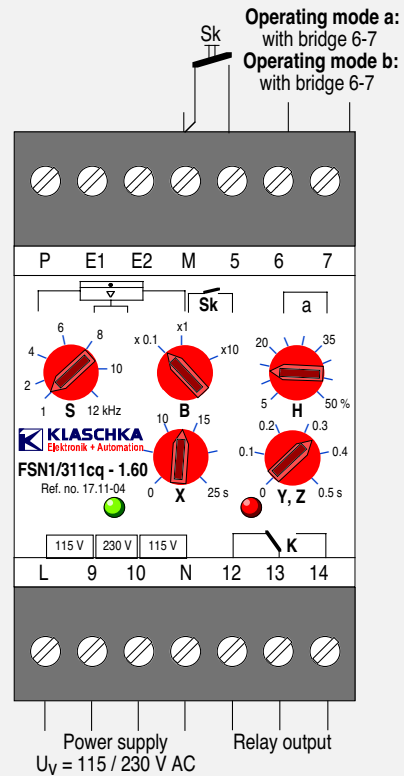 Operating mode a:
with bridge 6-7
Operating mode b:
with bridge 6-7
Sk
P E1 E2 M 5 6 7
Sk
a
1 2 4 6 8 10 12 kHz
S
x 0.1 x1 x10
B
5 20 35 50 %
H
KLASCHKA
Elektronik + Automation
FSN1/311cq - 1.60
Ref. no. 17.11-04
0 10 15 25 s
X
0 0.1 0.2 0.3 0.4 0.5 s
Y, Z
115 V 230 V 115 V
K
L 9 10 N 12 13 14
Power supply
UV = 115 / 230 V AC
Relay output